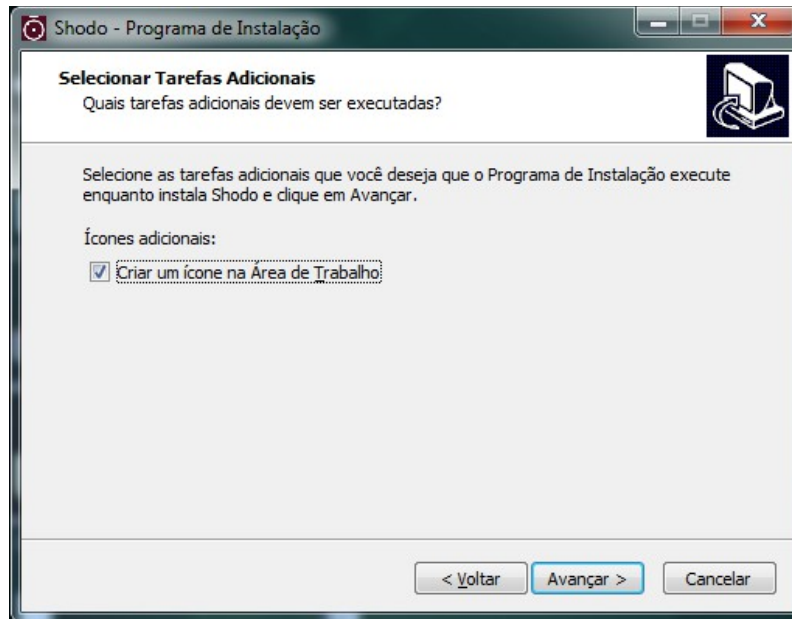 Shodo - Programa de Instalação
Selecionar Tarefas Adicionais
Quais tarefas adicionais devem ser executadas?
Selecione as tarefas adicionais que você deseja que o Programa de Instalação execute
enquanto instala Shodo e clique em Avançar.
Ícones adicionais:
Criar um ícone na Área de Trabalho
< Voltar Avançar > Cancelar